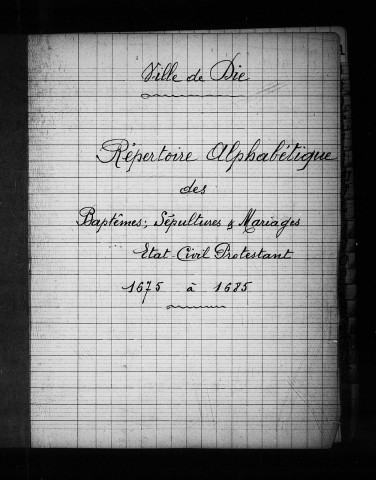 Ville de Die
Répertoire Alphabétique
des
Baptêmes; Sépultures & Mariages
Etat-Civil Protestant
1675 à 1685